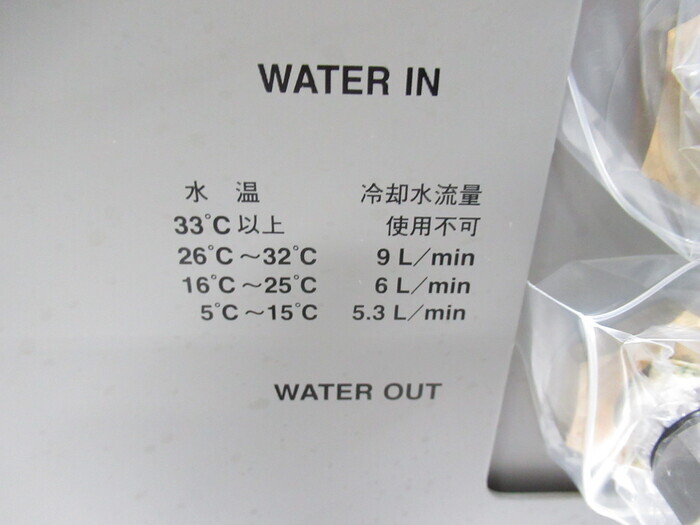 WATER IN
水 温 冷却水流量
33°C以上 使用不可
26°C～32°C 9 L/min
16°C～25°C 6 L/min
5°C～15°C 5.3 L/min
WATER OUT